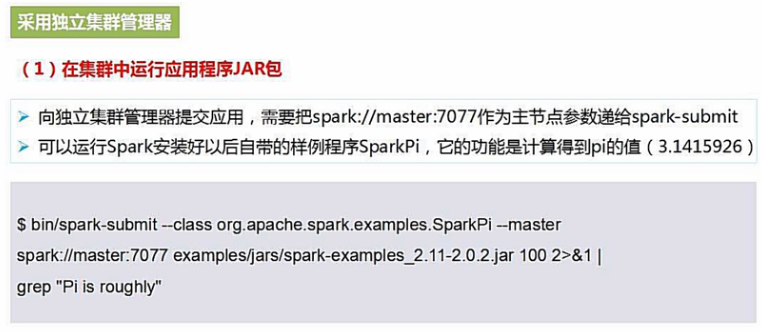 采用独立集群管理器
（1）在集群中运行应用程序JAR包
➢ 向独立集群管理器提交应用，需要把spark://master:7077作为主节点参数递给spark-submit
➢ 可以运行Spark安装好以后自带的样例程序SparkPi，它的功能是计算得到pi的值（3.1415926）
$ bin/spark-submit --class org.apache.spark.examples.SparkPi --master
spark://master:7077 examples/jars/spark-examples_2.11-2.0.2.jar 100 2>&1 |
grep "Pi is roughly"